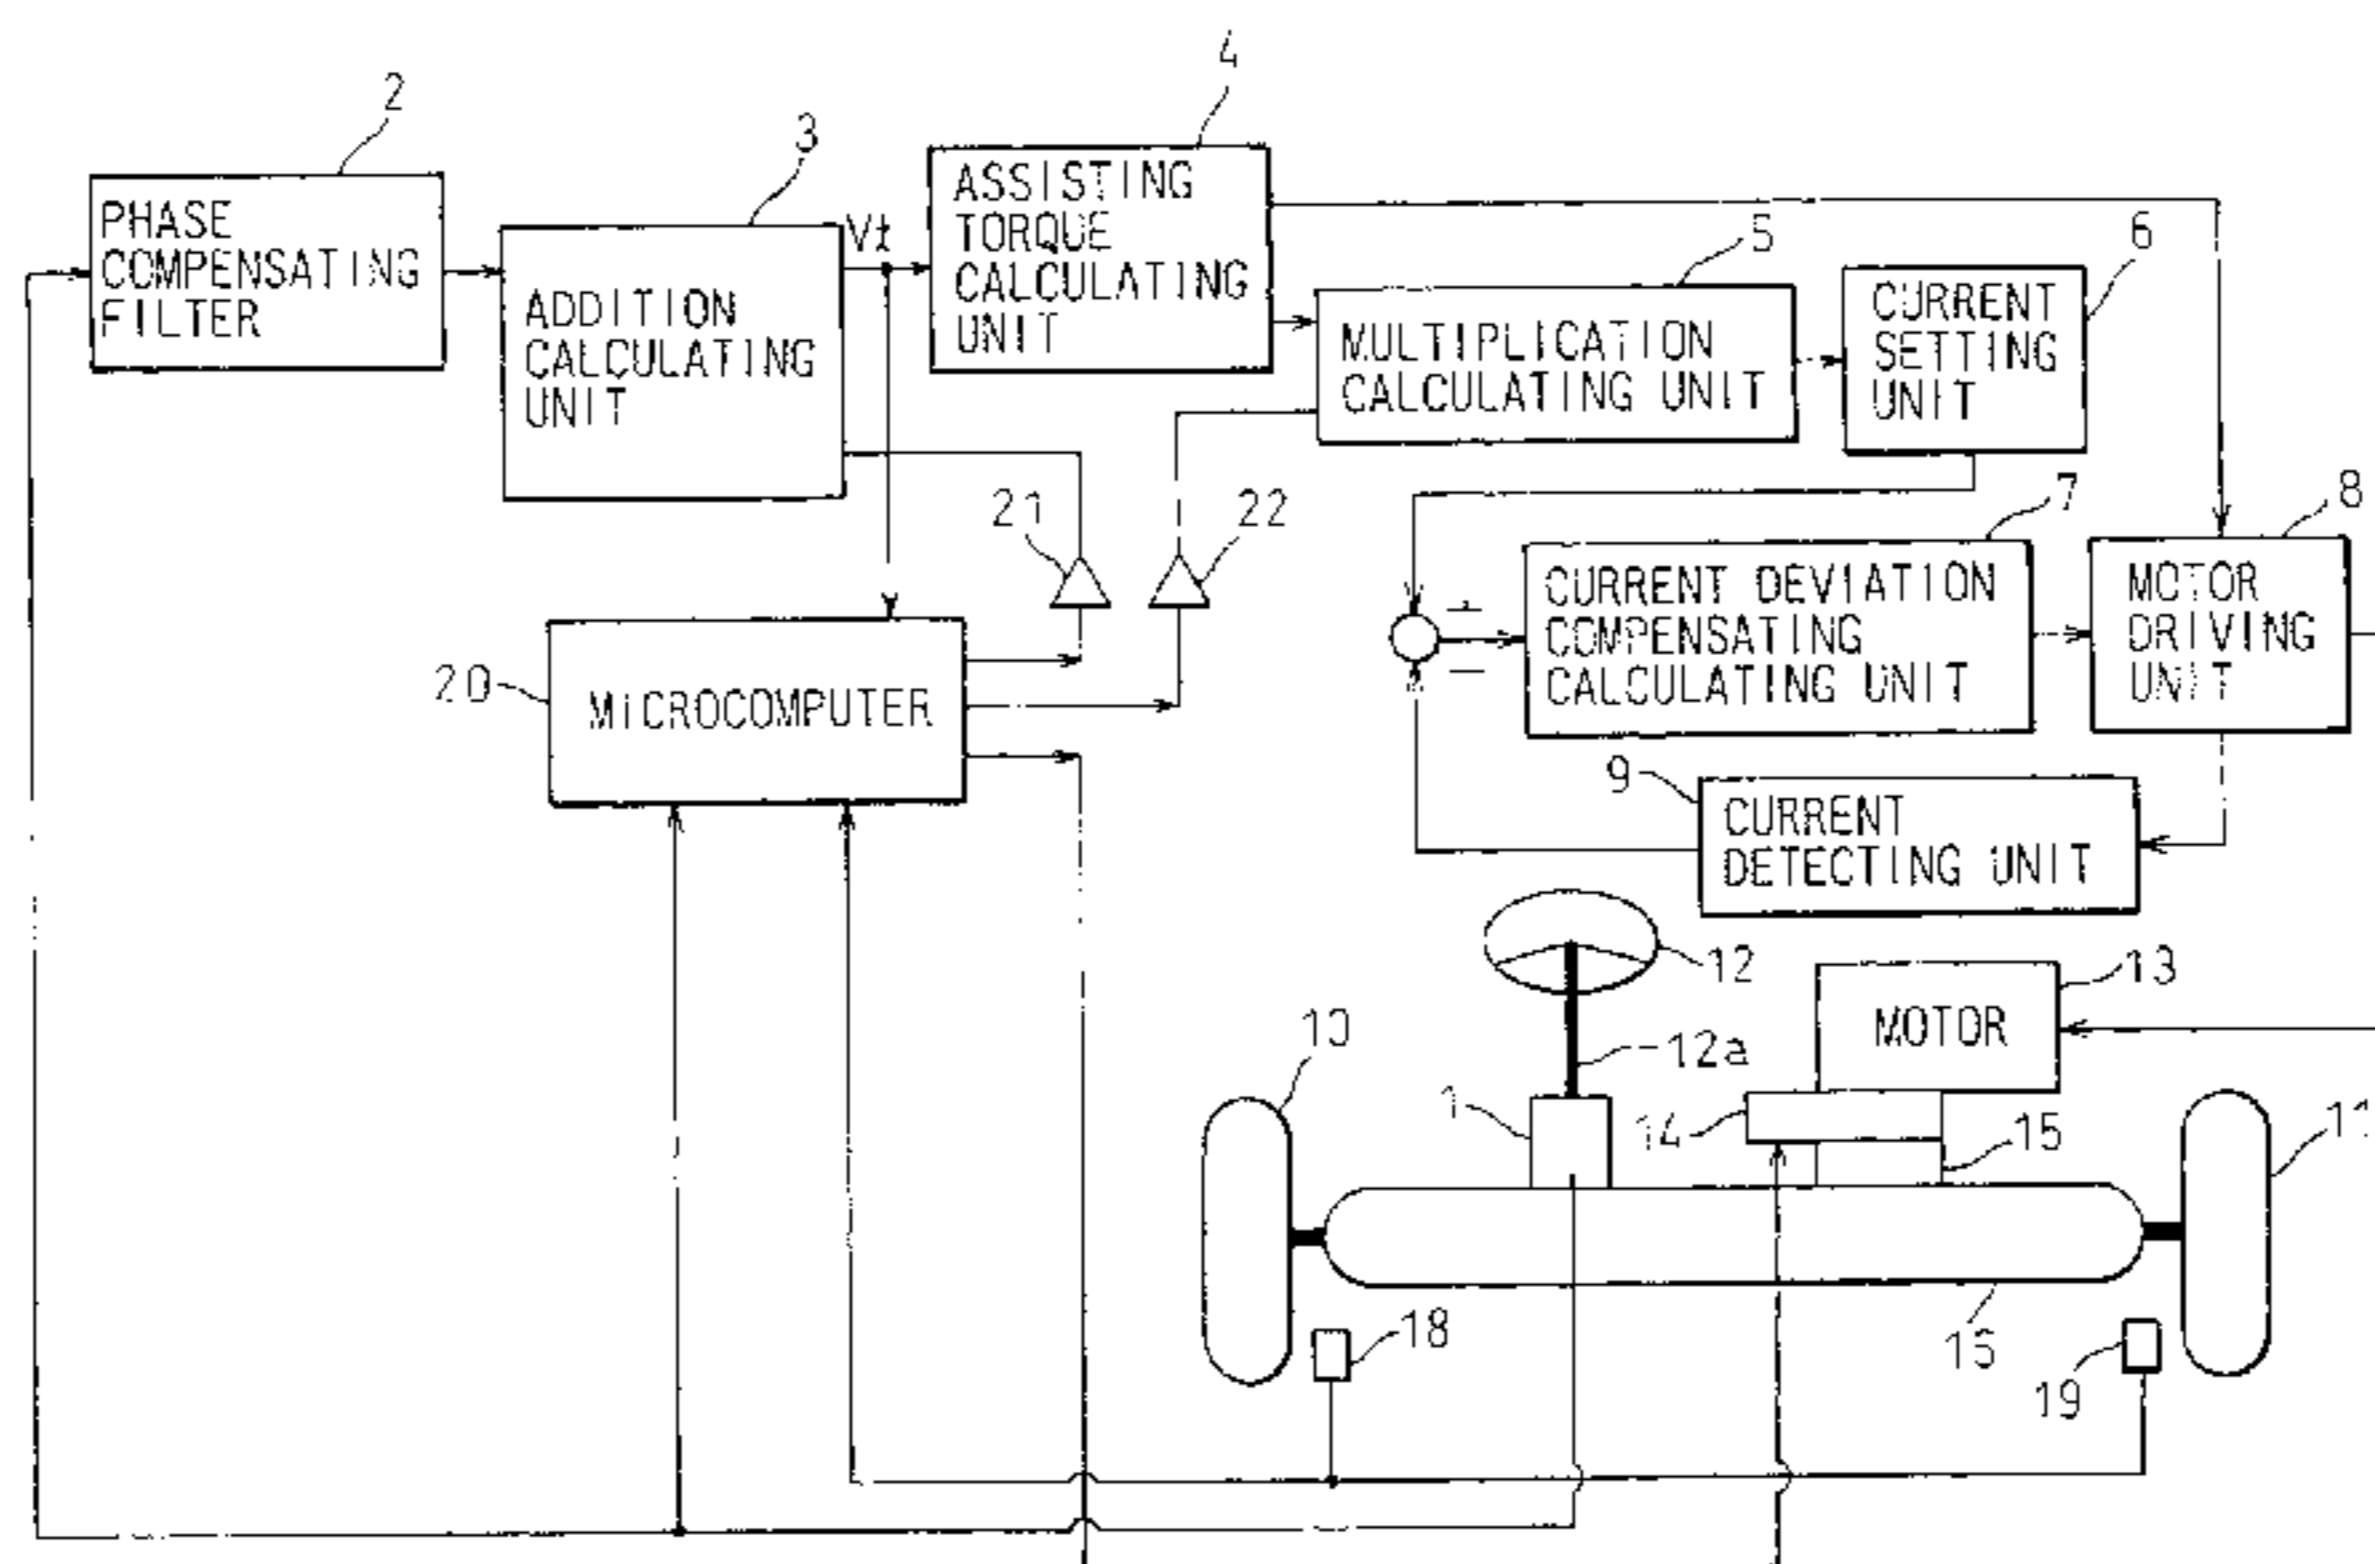 4
2
3
PHASE
COMPENSATING
FILTER
ADDITION
CALCULATING
UNIT
Vt
ASSISTING
TORQUE
CALCULATING
UNIT
5
6
MULTIPLICATION
CALCULATING UNIT
CURRENT
SETTING
UNIT
21
22
7
8
+
−
CURRENT DEVIATION
COMPENSATING
CALCULATING UNIT
MOTOR
DRIVING
UNIT
20
MICROCOMPUTER
9
CURRENT
DETECTING UNIT
12
13
MOTOR
10
12a
1
14
15
11
18
16
19